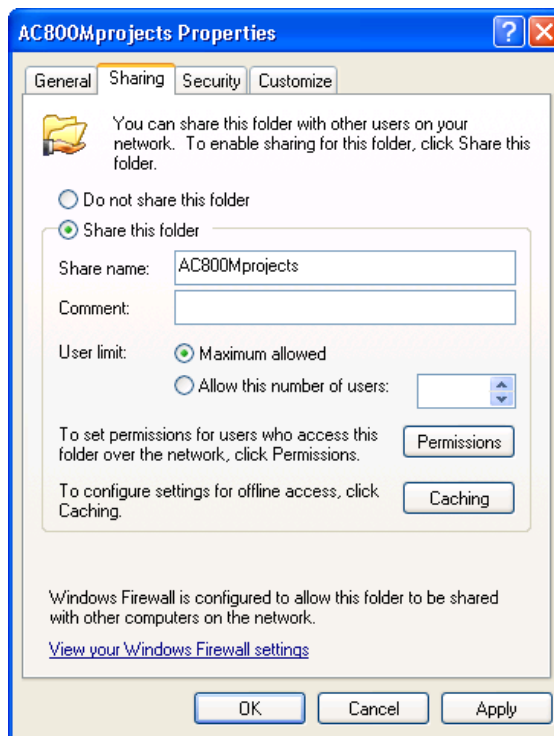 AC800Mprojects Properties
General Sharing Security Customize
You can share this folder with other users on your
network. To enable sharing for this folder, click Share this
folder.
Do not share this folder
Share this folder
Share name: AC800Mprojects
Comment:
User limit: Maximum allowed
Allow this number of users:
To set permissions for users who access this
folder over the network, click Permissions.
Permissions
To configure settings for offline access, click
Caching.
Caching
Windows Firewall is configured to allow this folder to be shared
with other computers on the network.
View your Windows Firewall settings
OK Cancel Apply